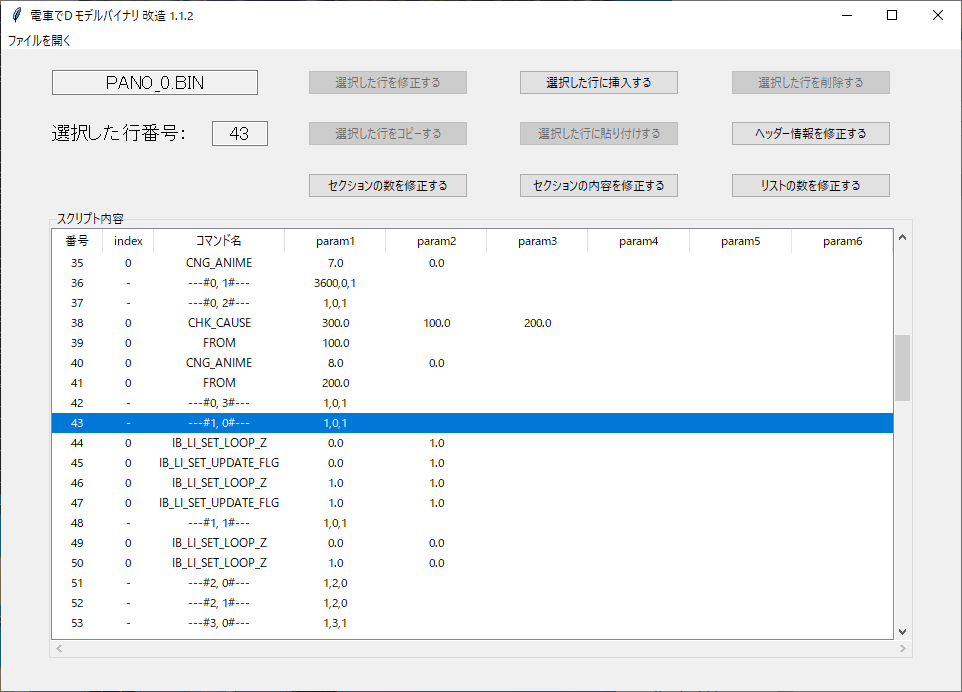 電車でD モデルバイナリ 改造 1.1.2
ファイルを開く
PANO_0.BIN 選択した行を修正する 選択した行に挿入する 選択した行を削除する
選択した行番号: 43 選択した行をコピーする 選択した行に貼り付けする ヘッダー情報を修正する
セクションの数を修正する セクションの内容を修正する リストの数を修正する
スクリプト内容
番号 index コマンド名 param1 param2 param3 param4 param5 param6
35 0 CNG_ANIME 7.0 0.0
36 - ---#0, 1#--- 3600,0,1
37 - ---#0, 2#--- 1,0,1
38 0 CHK_CAUSE 300.0 100.0 200.0
39 0 FROM 100.0
40 0 CNG_ANIME 8.0 0.0
41 0 FROM 200.0
42 - ---#0, 3#--- 1,0,1
43 - ---#1, 0#--- 1,0,1
44 0 IB_LI_SET_LOOP_Z 0.0 1.0
45 0 IB_LI_SET_UPDATE_FLG 0.0 1.0
46 0 IB_LI_SET_LOOP_Z 1.0 1.0
47 0 IB_LI_SET_UPDATE_FLG 1.0 1.0
48 - ---#1, 1#--- 1,0,1
49 0 IB_LI_SET_LOOP_Z 0.0 0.0
50 0 IB_LI_SET_LOOP_Z 1.0 0.0
51 - ---#2, 0#--- 1,2,0
52 - ---#2, 1#--- 1,2,0
53 - ---#3, 0#--- 1,3,1